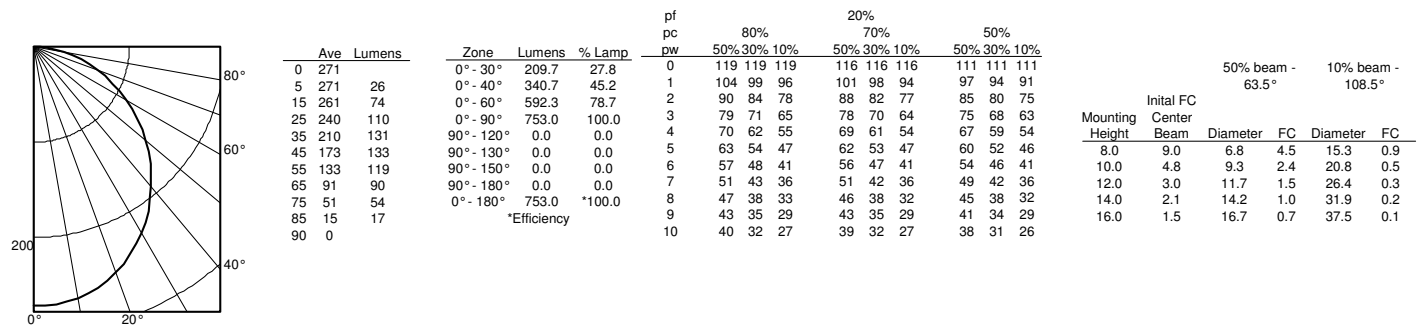 80°
60°
40°
200
0° 20°
Ave Lumens
0 271
5 271 26
15 261 74
25 240 110
35 210 131
45 173 133
55 133 119
65 91 90
75 51 54
85 15 17
90 0
Zone Lumens % Lamp
0° - 30° 209.7 27.8
0° - 40° 340.7 45.2
0° - 60° 592.3 78.7
0° - 90° 753.0 100.0
90° - 120° 0.0 0.0
90° - 130° 0.0 0.0
90° - 150° 0.0 0.0
90° - 180° 0.0 0.0
0° - 180° 753.0 *100.0
*Efficiency
pf 20%
pc 80% 70% 50%
pw 50% 30% 10% 50% 30% 10% 50% 30% 10%
0 119 119 119 116 116 116 111 111 111
1 104 99 96 101 98 94 97 94 91
2 90 84 78 88 82 77 85 80 75
3 79 71 65 78 70 64 75 68 63
4 70 62 55 69 61 54 67 59 54
5 63 54 47 62 53 47 60 52 46
6 57 48 41 56 47 41 54 46 41
7 51 43 36 51 42 36 49 42 36
8 47 38 33 46 38 32 45 38 32
9 43 35 29 43 35 29 41 34 29
10 40 32 27 39 32 27 38 31 26
50% beam - 10% beam -
63.5° 108.5°
Inital FC
Mounting Center
Height Beam Diameter FC Diameter FC
8.0 9.0 6.8 4.5 15.3 0.9
10.0 4.8 9.3 2.4 20.8 0.5
12.0 3.0 11.7 1.5 26.4 0.3
14.0 2.1 14.2 1.0 31.9 0.2
16.0 1.5 16.7 0.7 37.5 0.1